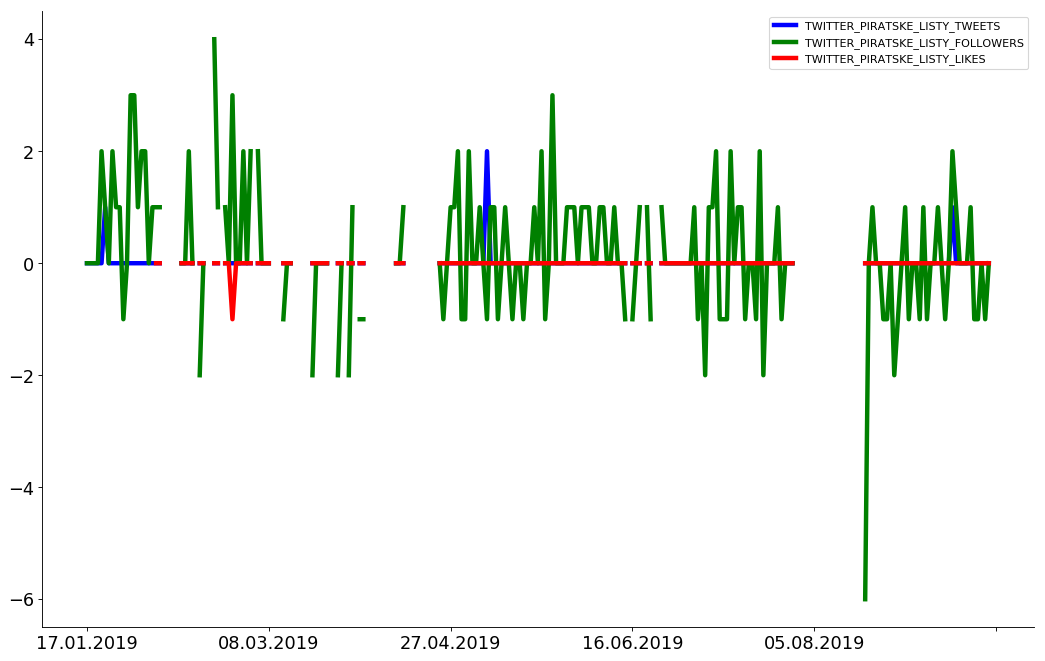 TWITTER_PIRATSKE_LISTY_TWEETS
TWITTER_PIRATSKE_LISTY_FOLLOWERS
TWITTER_PIRATSKE_LISTY_LIKES
4
2
0
−2
−4
−6
17.01.2019 08.03.2019 27.04.2019 16.06.2019 05.08.2019